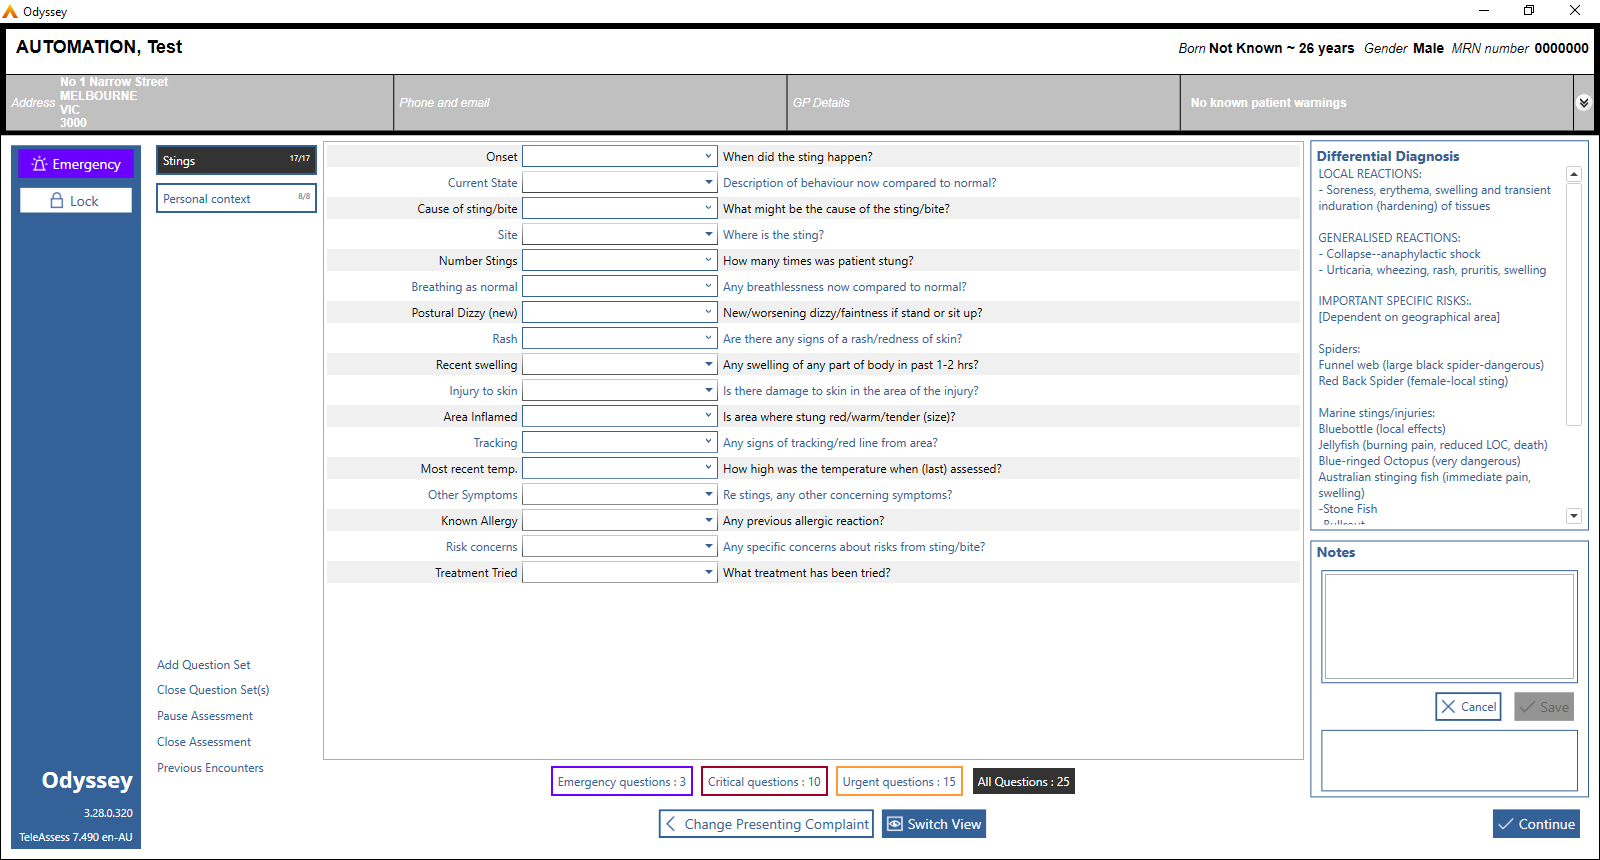 Odyssey
AUTOMATION, Test
Born Not Known ~ 26 years Gender Male MRN number 0000000
Address
No 1 Narrow Street
MELBOURNE
VIC
3000
Phone and email
GP Details
No known patient warnings
Emergency
Lock
Stings 17/17
Personal context 8/8
Onset When did the sting happen?
Current State Description of behaviour now compared to normal?
Cause of sting/bite What might be the cause of the sting/bite?
Site Where is the sting?
Number Stings How many times was patient stung?
Breathing as normal Any breathlessness now compared to normal?
Postural Dizzy (new) New/worsening dizzy/faintness if stand or sit up?
Rash Are there any signs of a rash/redness of skin?
Recent swelling Any swelling of any part of body in past 1-2 hrs?
Injury to skin Is there damage to skin in the area of the injury?
Area Inflamed Is area where stung red/warm/tender (size)?
Tracking Any signs of tracking/red line from area?
Most recent temp. How high was the temperature when (last) assessed?
Other Symptoms Re stings, any other concerning symptoms?
Known Allergy Any previous allergic reaction?
Risk concerns Any specific concerns about risks from sting/bite?
Treatment Tried What treatment has been tried?
Differential Diagnosis
LOCAL REACTIONS:
- Soreness, erythema, swelling and transient
induration (hardening) of tissues
GENERALISED REACTIONS:
- Collapse--anaphylactic shock
- Urticaria, wheezing, rash, pruritis, swelling
IMPORTANT SPECIFIC RISKS:.
[Dependent on geographical area]
Spiders:
Funnel web (large black spider-dangerous)
Red Back Spider (female-local sting)
Marine stings/injuries:
Bluebottle (local effects)
Jellyfish (burning pain, reduced LOC, death)
Blue-ringed Octopus (very dangerous)
Australian stinging fish (immediate pain,
swelling)
-Stone Fish
-Bullrout
Notes
Cancel
Save
Add Question Set
Close Question Set(s)
Pause Assessment
Close Assessment
Previous Encounters
Odyssey
3.28.0.320
TeleAssess 7.490 en-AU
Emergency questions : 3
Critical questions : 10
Urgent questions : 15
All Questions : 25
Change Presenting Complaint
Switch View
Continue